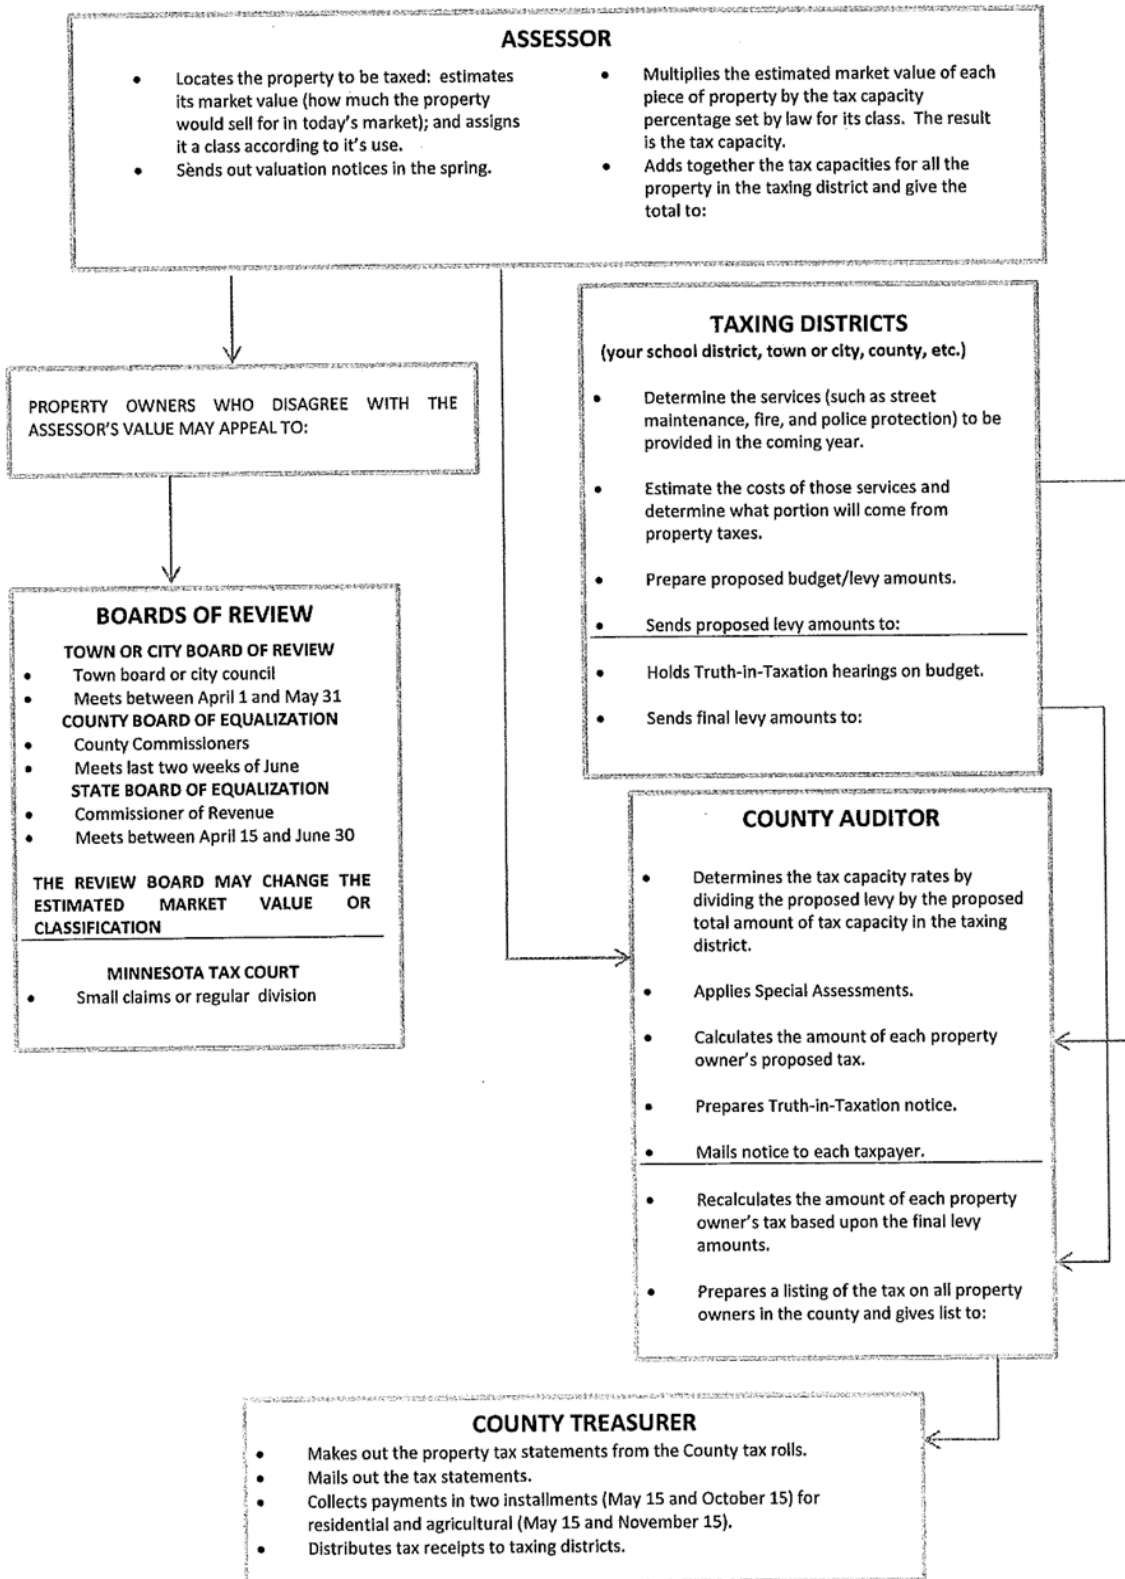 ASSESSOR
• Locates the property to be taxed: estimates
its market value (how much the property
would sell for in today's market); and assigns
it a class according to it's use.
• Sends out valuation notices in the spring.
• Multiplies the estimated market value of each
piece of property by the tax capacity
percentage set by law for its class. The result
is the tax capacity.
• Adds together the tax capacities for all the
property in the taxing district and give the
total to:
PROPERTY OWNERS WHO DISAGREE WITH THE
ASSESSOR'S VALUE MAY APPEAL TO:
BOARDS OF REVIEW
TOWN OR CITY BOARD OF REVIEW
• Town board or city council
• Meets between April 1 and May 31
COUNTY BOARD OF EQUALIZATION
• County Commissioners
• Meets last two weeks of June
STATE BOARD OF EQUALIZATION
• Commissioner of Revenue
• Meets between April 15 and June 30
THE REVIEW BOARD MAY CHANGE THE
ESTIMATED MARKET VALUE OR
CLASSIFICATION
MINNESOTA TAX COURT
• Small claims or regular division
TAXING DISTRICTS
(your school district, town or city, county, etc.)
• Determine the services (such as street
maintenance, fire, and police protection) to be
provided in the coming year.
• Estimate the costs of those services and
determine what portion will come from
property taxes.
• Prepare proposed budget/levy amounts.
• Sends proposed levy amounts to:
• Holds Truth-in-Taxation hearings on budget.
• Sends final levy amounts to:
COUNTY AUDITOR
• Determines the tax capacity rates by
dividing the proposed levy by the proposed
total amount of tax capacity in the taxing
district.
• Applies Special Assessments.
• Calculates the amount of each property
owner's proposed tax.
• Prepares Truth-in-Taxation notice.
• Mails notice to each taxpayer.
• Recalculates the amount of each property
owner's tax based upon the final levy
amounts.
• Prepares a listing of the tax on all property
owners in the county and gives list to:
COUNTY TREASURER
• Makes out the property tax statements from the County tax rolls.
• Mails out the tax statements.
• Collects payments in two installments (May 15 and October 15) for
residential and agricultural (May 15 and November 15).
• Distributes tax receipts to taxing districts.